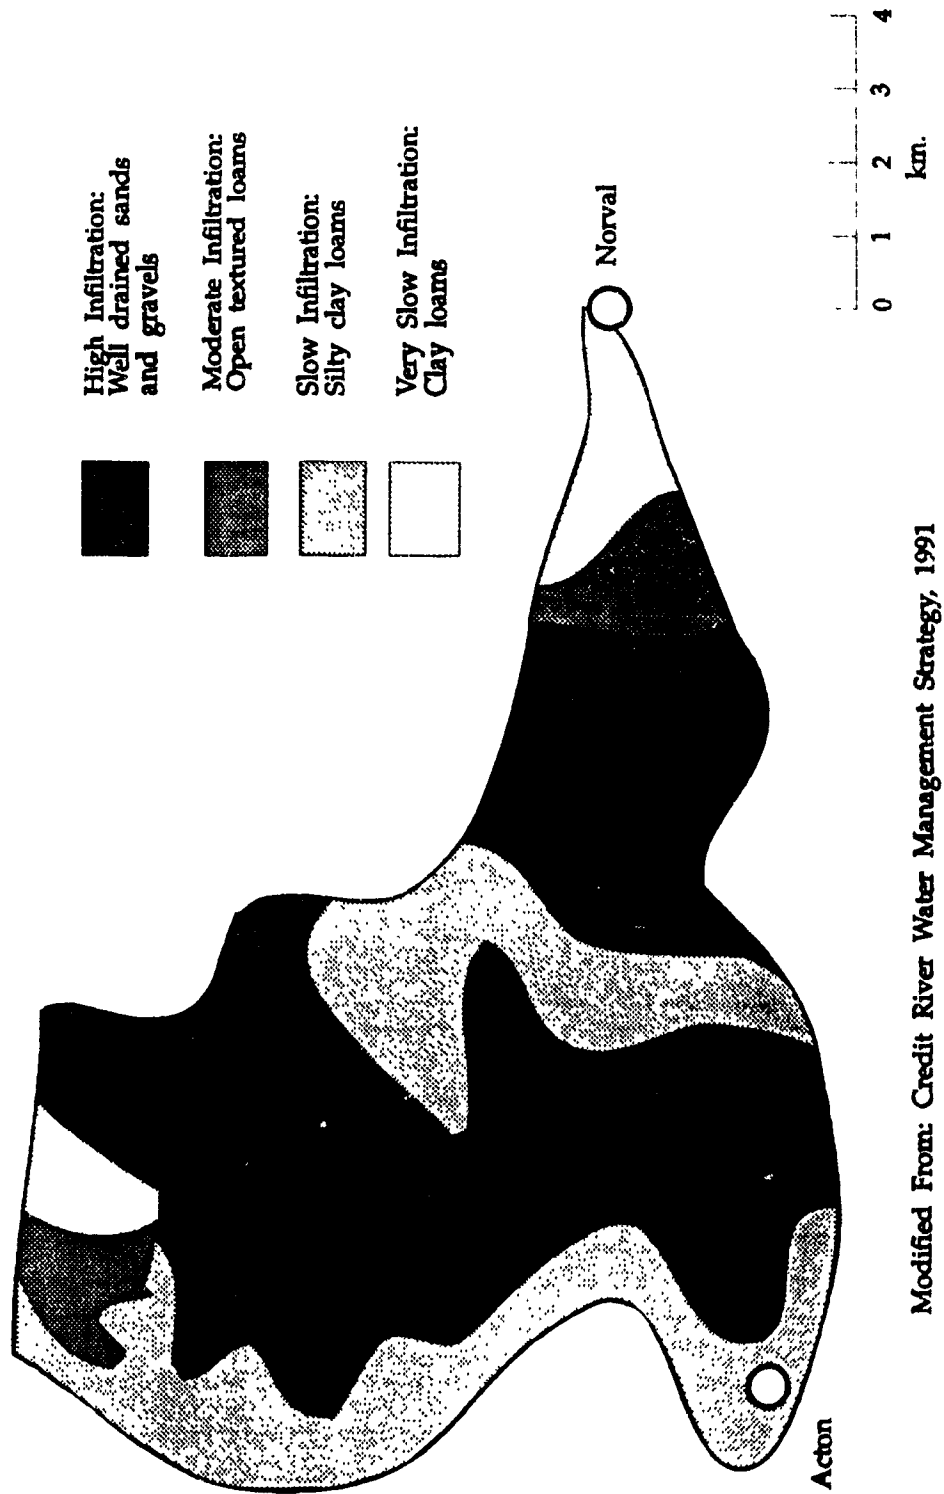 High Infiltration:
Well drained sands
and gravels
Moderate Infiltration:
Open textured loams
Slow Infiltration:
Silty clay loams
Very Slow Infiltration:
Clay loams
Norval
Acton
0 1 2 3 4
km.
Modified From: Credit River Water Management Strategy, 1991